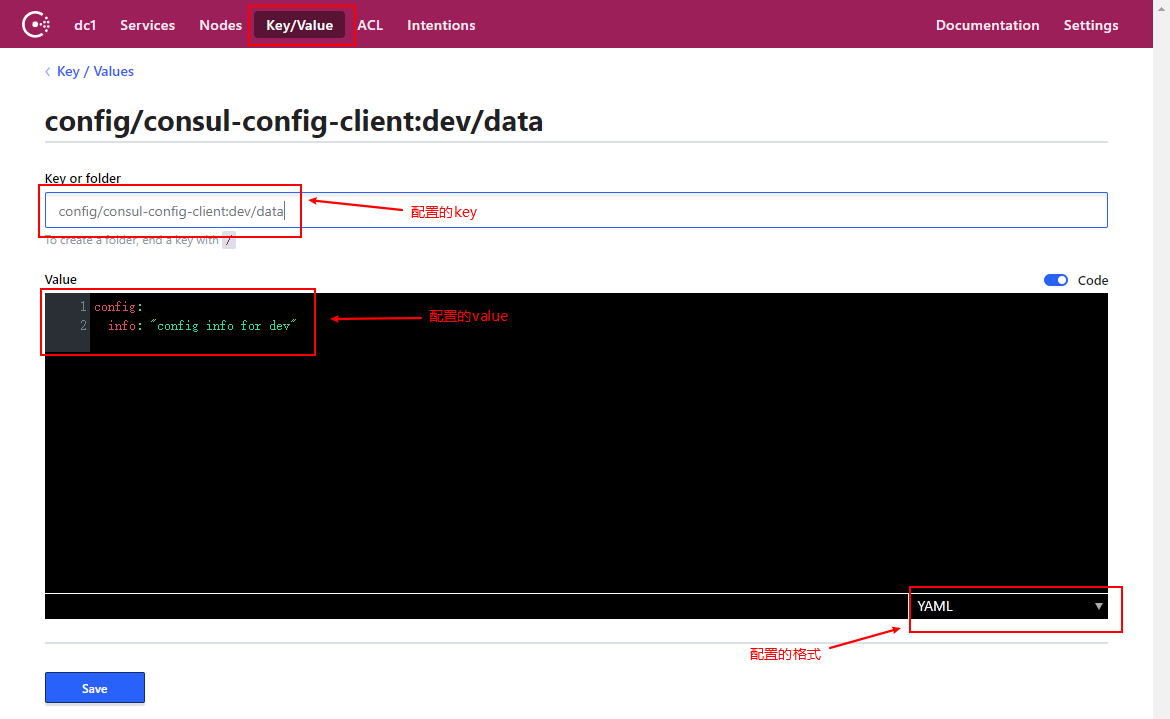 dc1 Services Nodes Key/Value ACL Intentions Documentation Settings
Key / Values
config/consul-config-client:dev/data
Key or folder
config/consul-config-client:dev/data
配置的key
To create a folder, end a key with /
Value
Code
1 config:
2 info: "config info for dev"
配置的value
YAML
配置的格式
Save